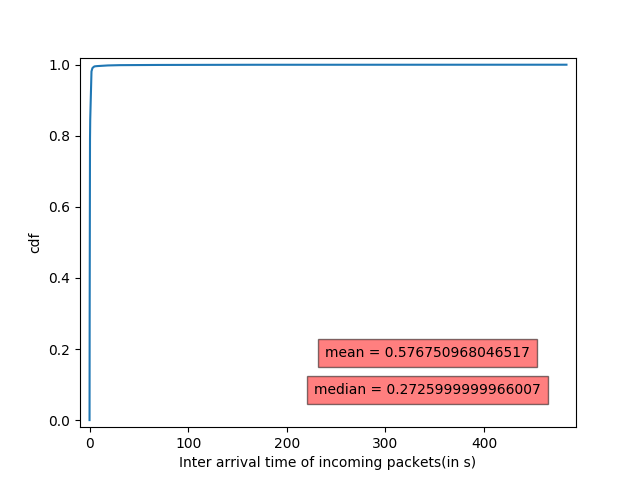 1.0
0.8
0.6
0.4
0.2
0.0
cdf
mean = 0.576750968046517
median = 0.2725999999966007
0 100 200 300 400
Inter arrival time of incoming packets(in s)